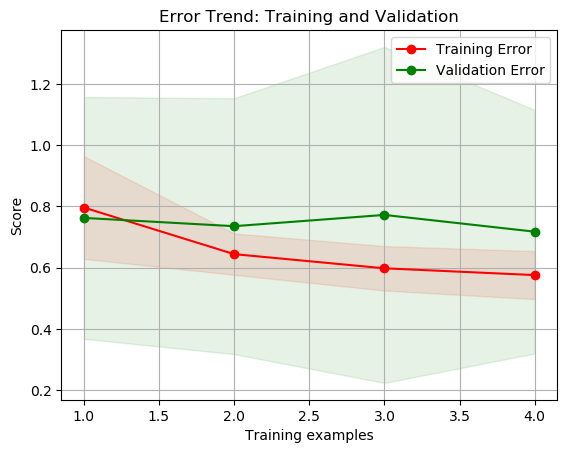 Error Trend: Training and Validation
Training Error
Validation Error
Score
1.2
1.0
0.8
0.6
0.4
0.2
1.0 1.5 2.0 2.5 3.0 3.5 4.0
Training examples